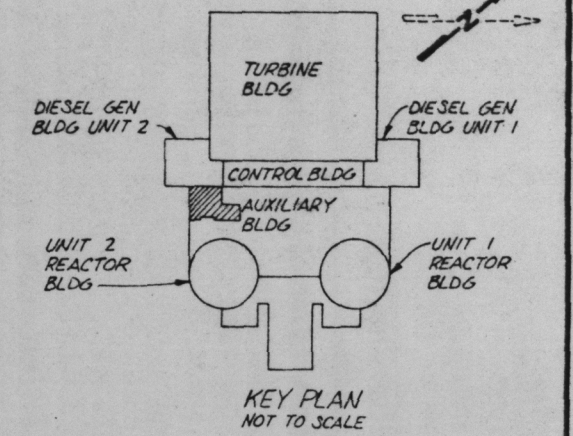 N
TURBINE
BLDG
DIESEL GEN
BLDG UNIT 2
DIESEL GEN
BLDG UNIT 1
CONTROL BLDG
AUXILIARY
BLDG
UNIT 2
REACTOR
BLDG
UNIT 1
REACTOR
BLDG
KEY PLAN
NOT TO SCALE